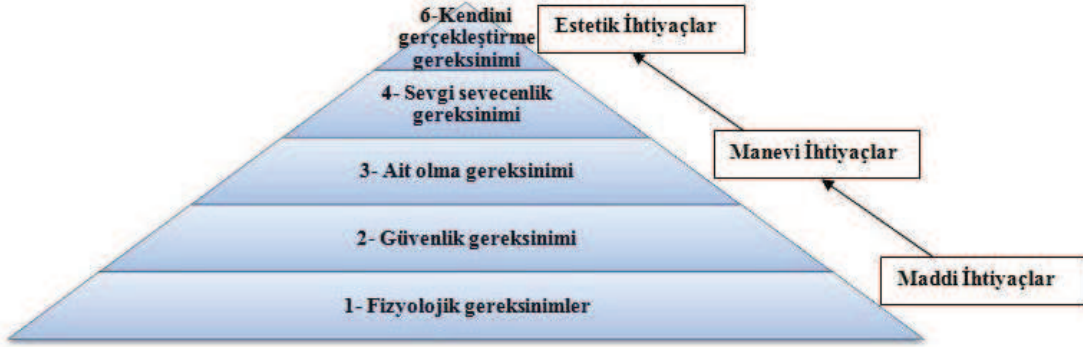 6-Kendini
gerçekleştirme
gereksinimi
Estetik İhtiyaçlar
4- Sevgi sevecenlik
gereksinimi
Manevi İhtiyaçlar
3- Ait olma gereksinimi
2- Güvenlik gereksinimi
Maddi İhtiyaçlar
1- Fizyolojik gereksinimler